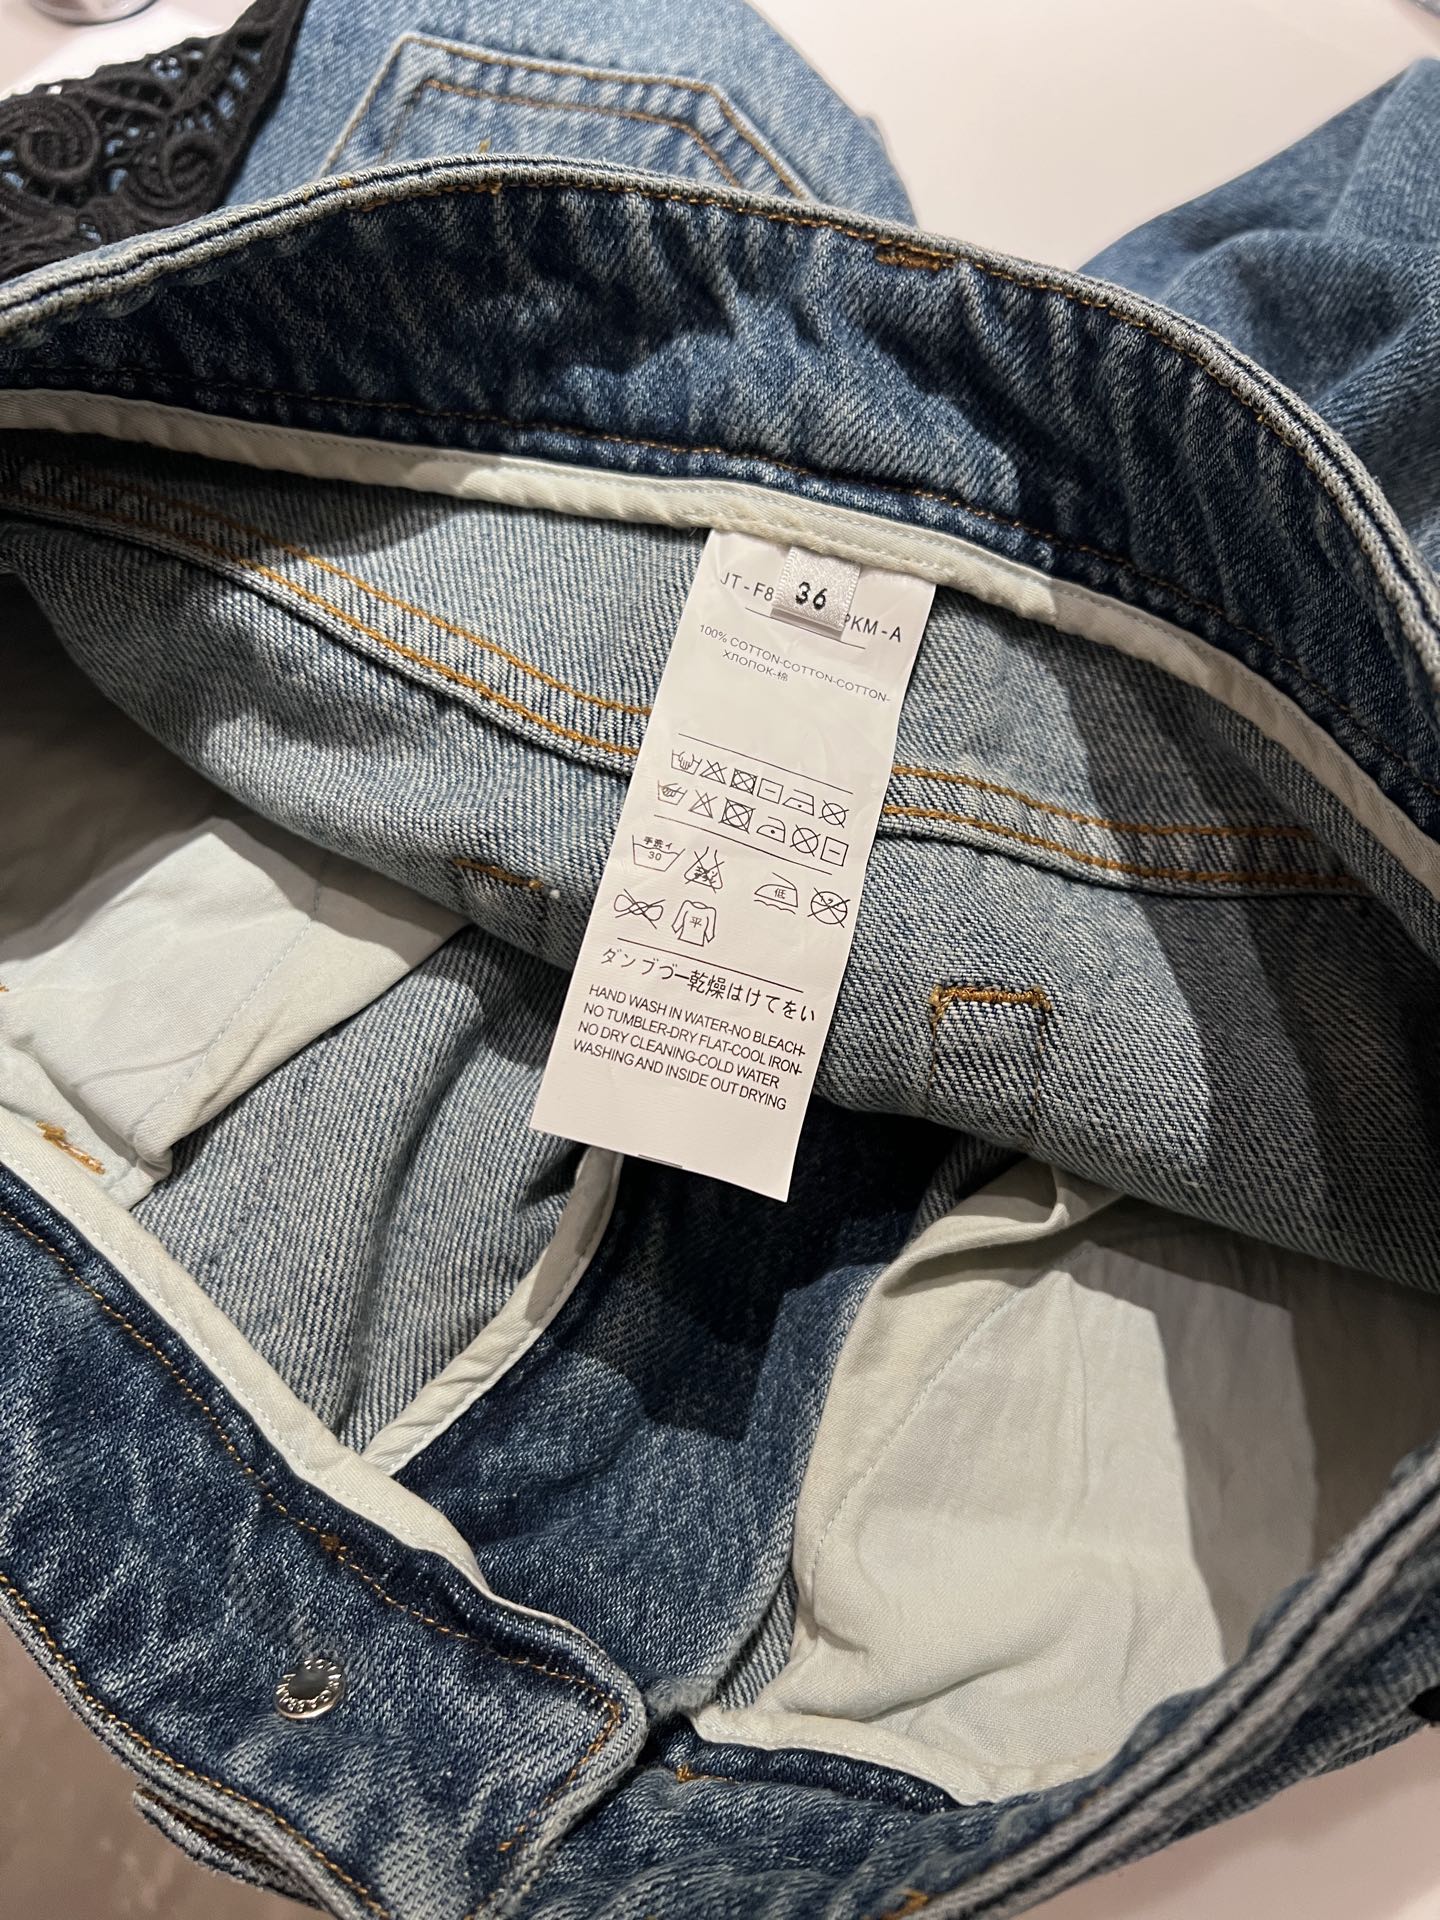 36
JT-F8 PKM-A
100% COTTON-COTTON-COTTON-
ХЛОПОК-棉
手洗イ
30
低
平
ダンブづー乾燥はけてをい
HAND WASH IN WATER-NO BLEACH-
NO TUMBLER-DRY FLAT-COOL IRON-
NO DRY CLEANING-COLD WATER
WASHING AND INSIDE OUT DRYING